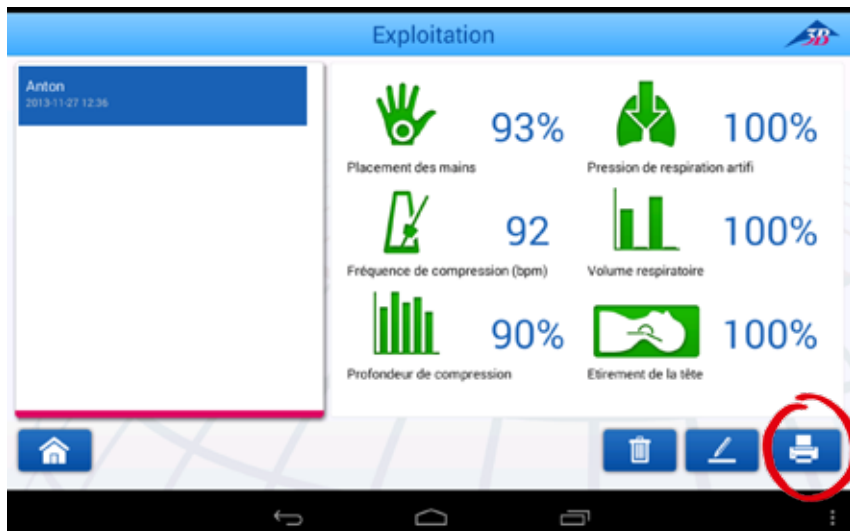 Exploitation
3B
Anton
2013-11-27 12:36
93%
Placement des mains
100%
Pression de respiration artifi
92
Fréquence de compression (bpm)
100%
Volume respiratoire
90%
Profondeur de compression
100%
Etirement de la tête